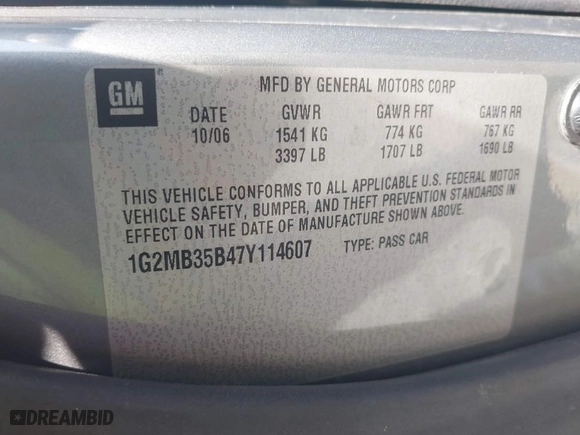 GM
MFD BY GENERAL MOTORS CORP
DATE GVWR GAWR FRT GAWR RR
10/06 1541 KG 774 KG 767 KG
3397 LB 1707 LB 1690 LB
THIS VEHICLE CONFORMS TO ALL APPLICABLE U.S. FEDERAL MOTOR
VEHICLE SAFETY, BUMPER, AND THEFT PREVENTION STANDARDS IN
EFFECT ON THE DATE OF MANUFACTURE SHOWN ABOVE.
1G2MB35B47Y114607 TYPE: PASS CAR
DREAMBID